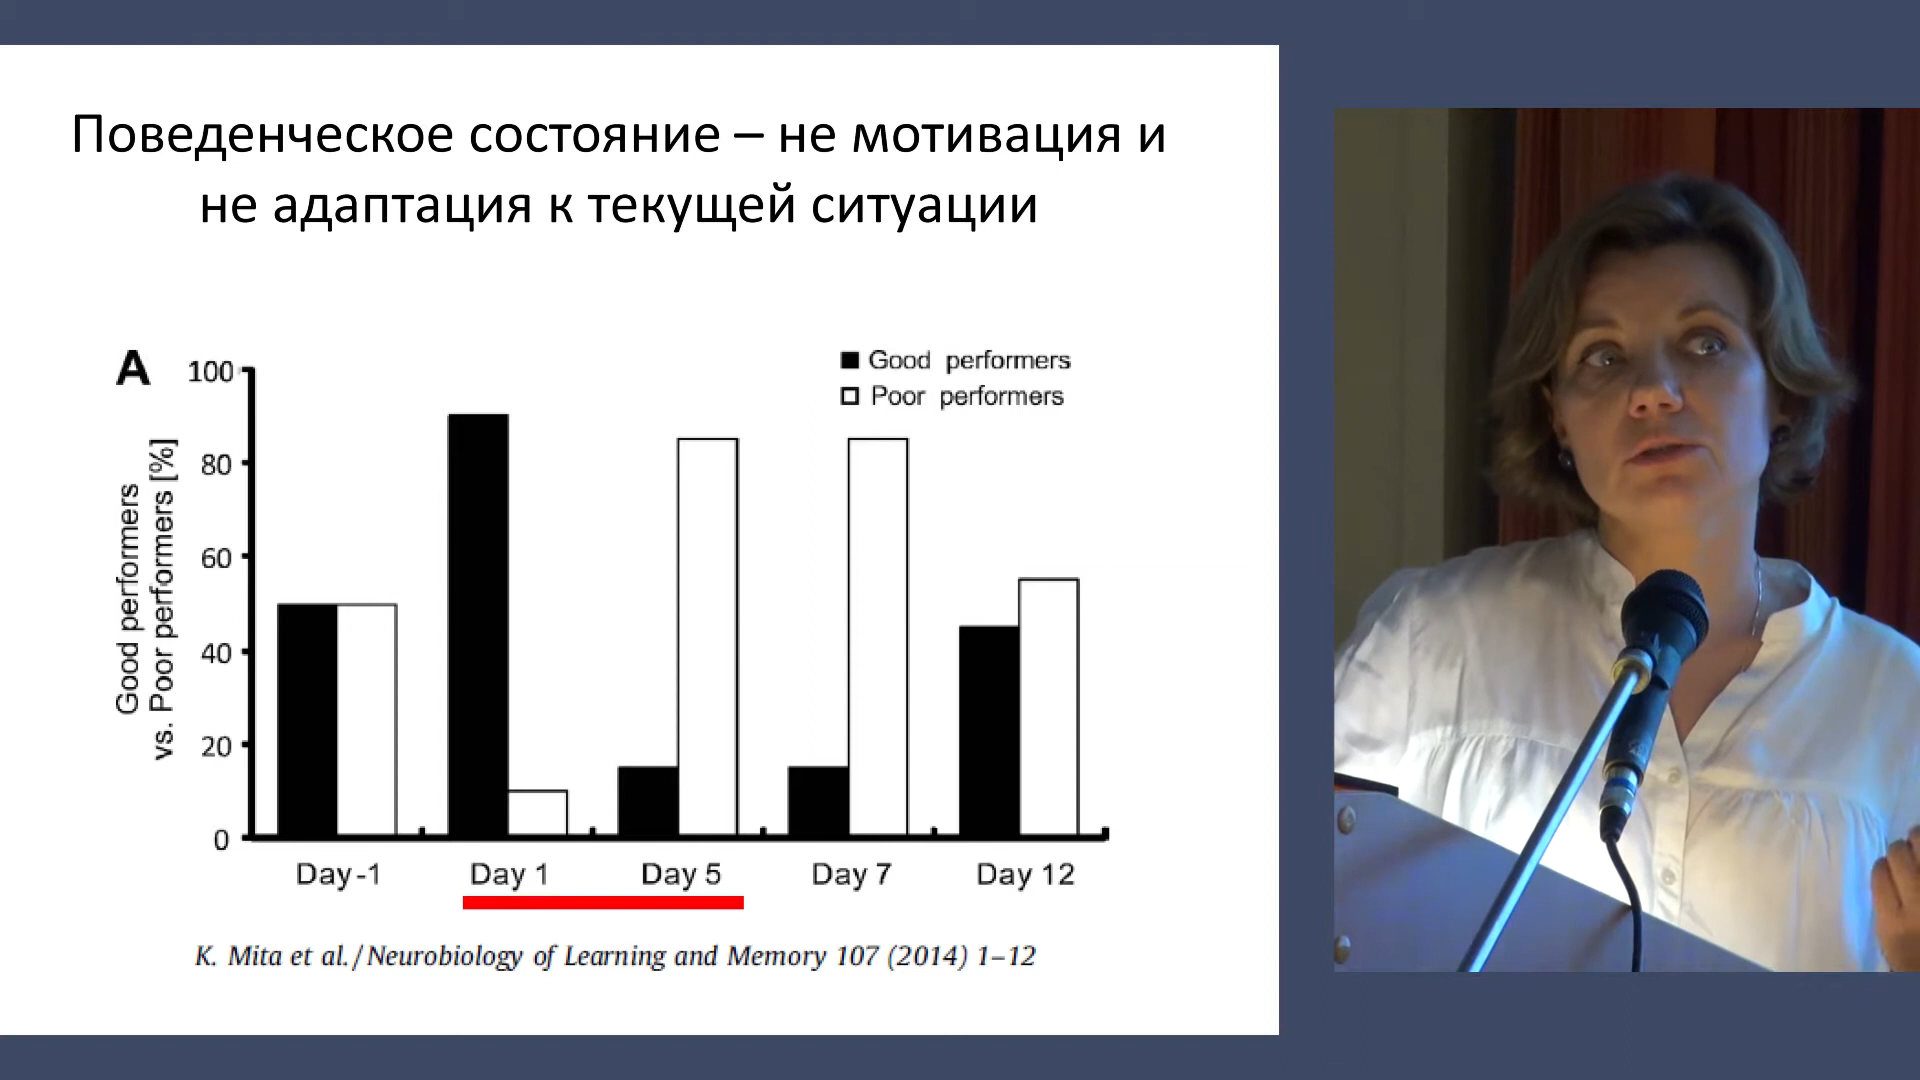 Поведенческое состояние – не мотивация и
не адаптация к текущей ситуации
A
Good performers
Poor performers
Good performers
vs. Poor performers [%]
100
80
60
40
20
0
Day -1
Day 1
Day 5
Day 7
Day 12
K. Mita et al./Neurobiology of Learning and Memory 107 (2014) 1–12